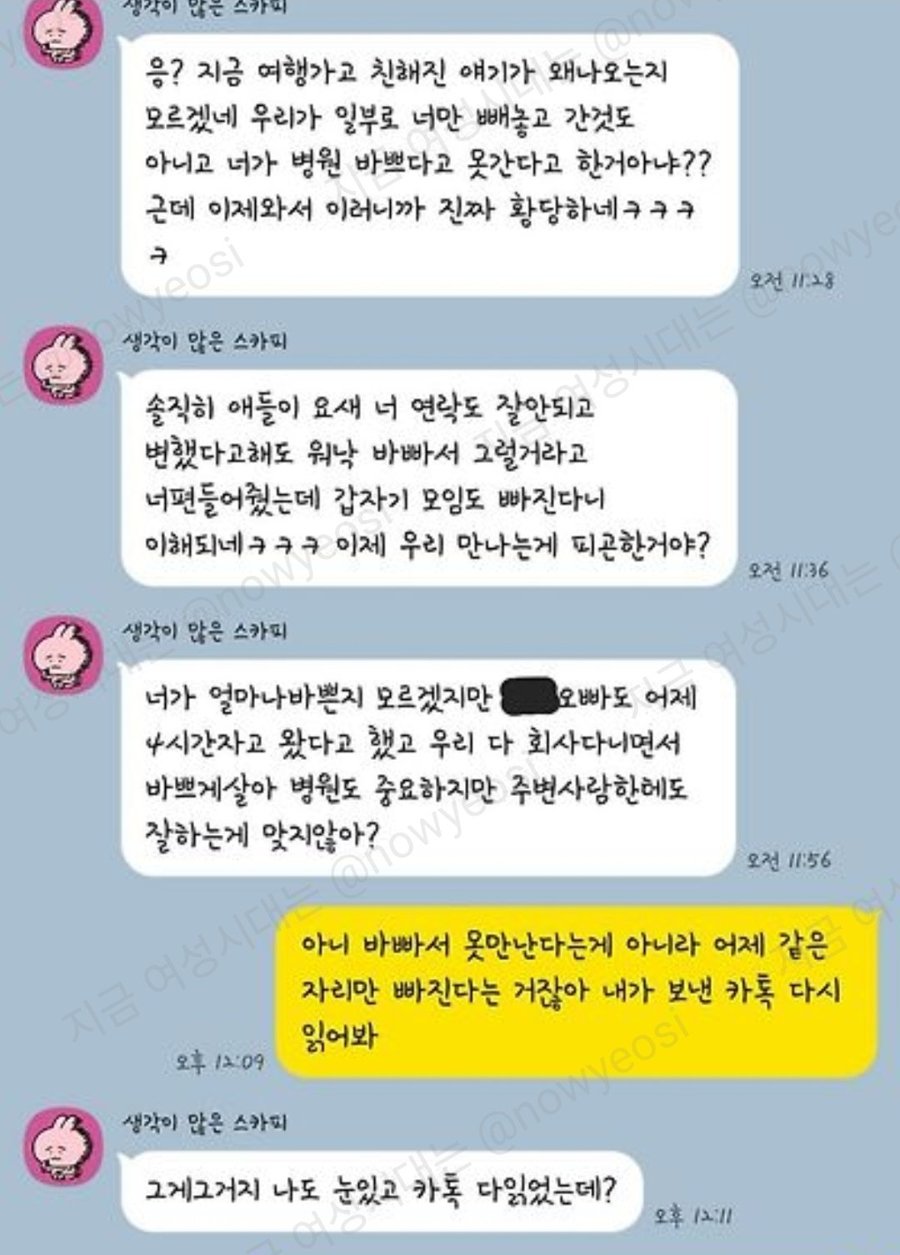 생각이 많은 스카피
응? 지금 여행가고 친해진 얘기가 왜나오는지
모르겠네 우리가 일부로 너만 빼놓고 간것도
아니고 너가 병원 바쁘다고 못간다고 한거아냐??
근데 이제와서 이러니까 진짜 황당하네ㅋㅋㅋ
ㅋ
오전 11:28
생각이 많은 스카피
솔직히 애들이 요새 너 연락도 잘안되고
변했다고해도 워낙 바빠서 그럴거라고
너편들어줬는데 갑자기 모임도 빠진다니
이해되네ㅋㅋㅋ 이제 우리 만나는게 피곤한거야?
오전 11:36
생각이 많은 스카피
너가 얼마나바쁜지 모르겠지만 오빠도 어제
4시간자고 왔다고 했고 우리 다 회사다니면서
바쁘게살아 병원도 중요하지만 주변사람한헤도
잘하는게 맞지않아?
오전 11:56
아니 바빠서 못만난다는게 아니라 어제 같은
자리만 빠진다는 거잖아 내가 보낸 카톡 다시
읽어봐
오후 12:09
생각이 많은 스카피
그게그거지 나도 눈있고 카톡 다읽었는데?
오후 12:11
지금 여성시대는 @nowyeosi